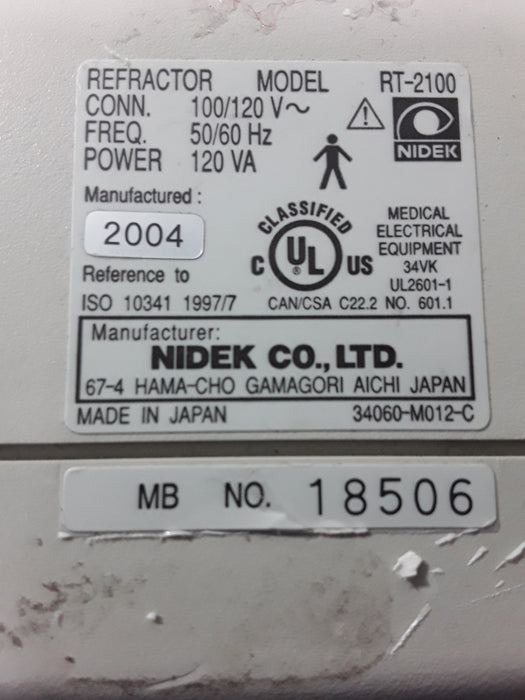 REFRACTOR MODEL RT-2100
CONN. 100/120 V~
FREQ. 50/60 Hz
POWER 120 VA
NIDEK
Manufactured :
2004
Reference to
ISO 10341 1997/7
CLASSIFIED
C UL US
®
MEDICAL
ELECTRICAL
EQUIPMENT
34VK
UL2601-1
CAN/CSA C22.2 NO. 601.1
Manufacturer:
NIDEK CO., LTD.
67-4 HAMA-CHO GAMAGORI AICHI JAPAN
MADE IN JAPAN 34060-M012-C
MB NO. 18506